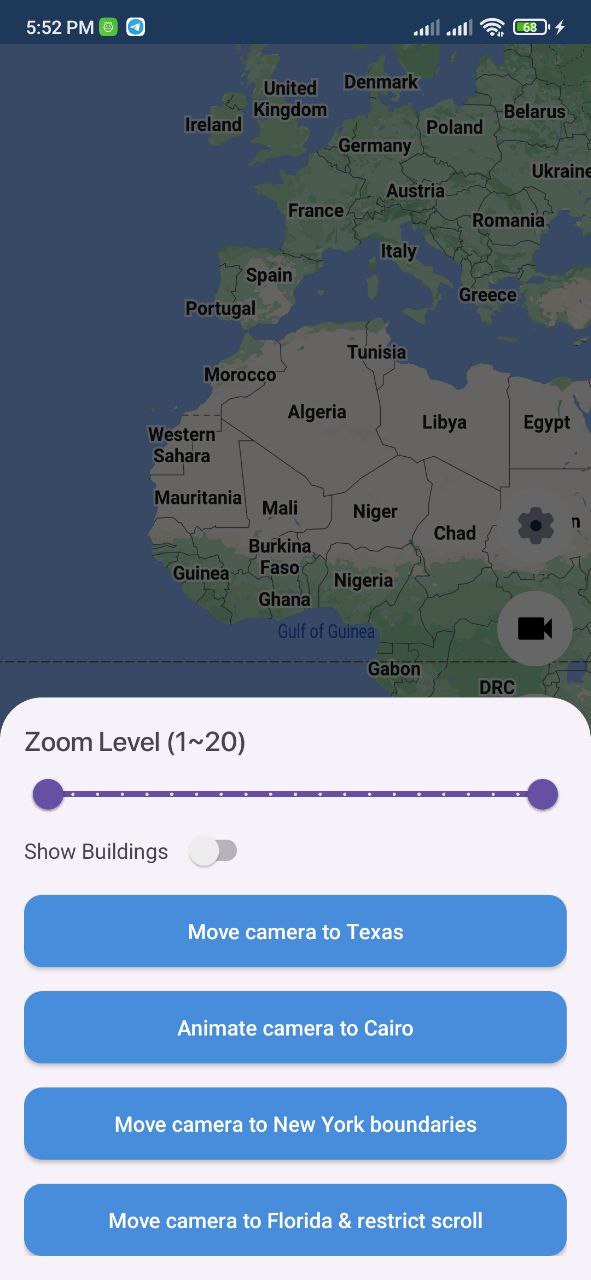 5:52 PM
68
Denmark
United
Kingdom
Belarus
Ireland
Poland
Germany
Ukraine
Austria
France
Romania
Italy
Spain
Greece
Portugal
Tunisia
Morocco
Algeria
Libya
Egypt
Western
Sahara
Mauritania
Mali
Niger
n
Chad
Burkina
Faso
Guinea
Nigeria
Ghana
Gulf of Guinea
Gabon
DRC
Zoom Level (1~20)
Show Buildings
Move camera to Texas
Animate camera to Cairo
Move camera to New York boundaries
Move camera to Florida & restrict scroll